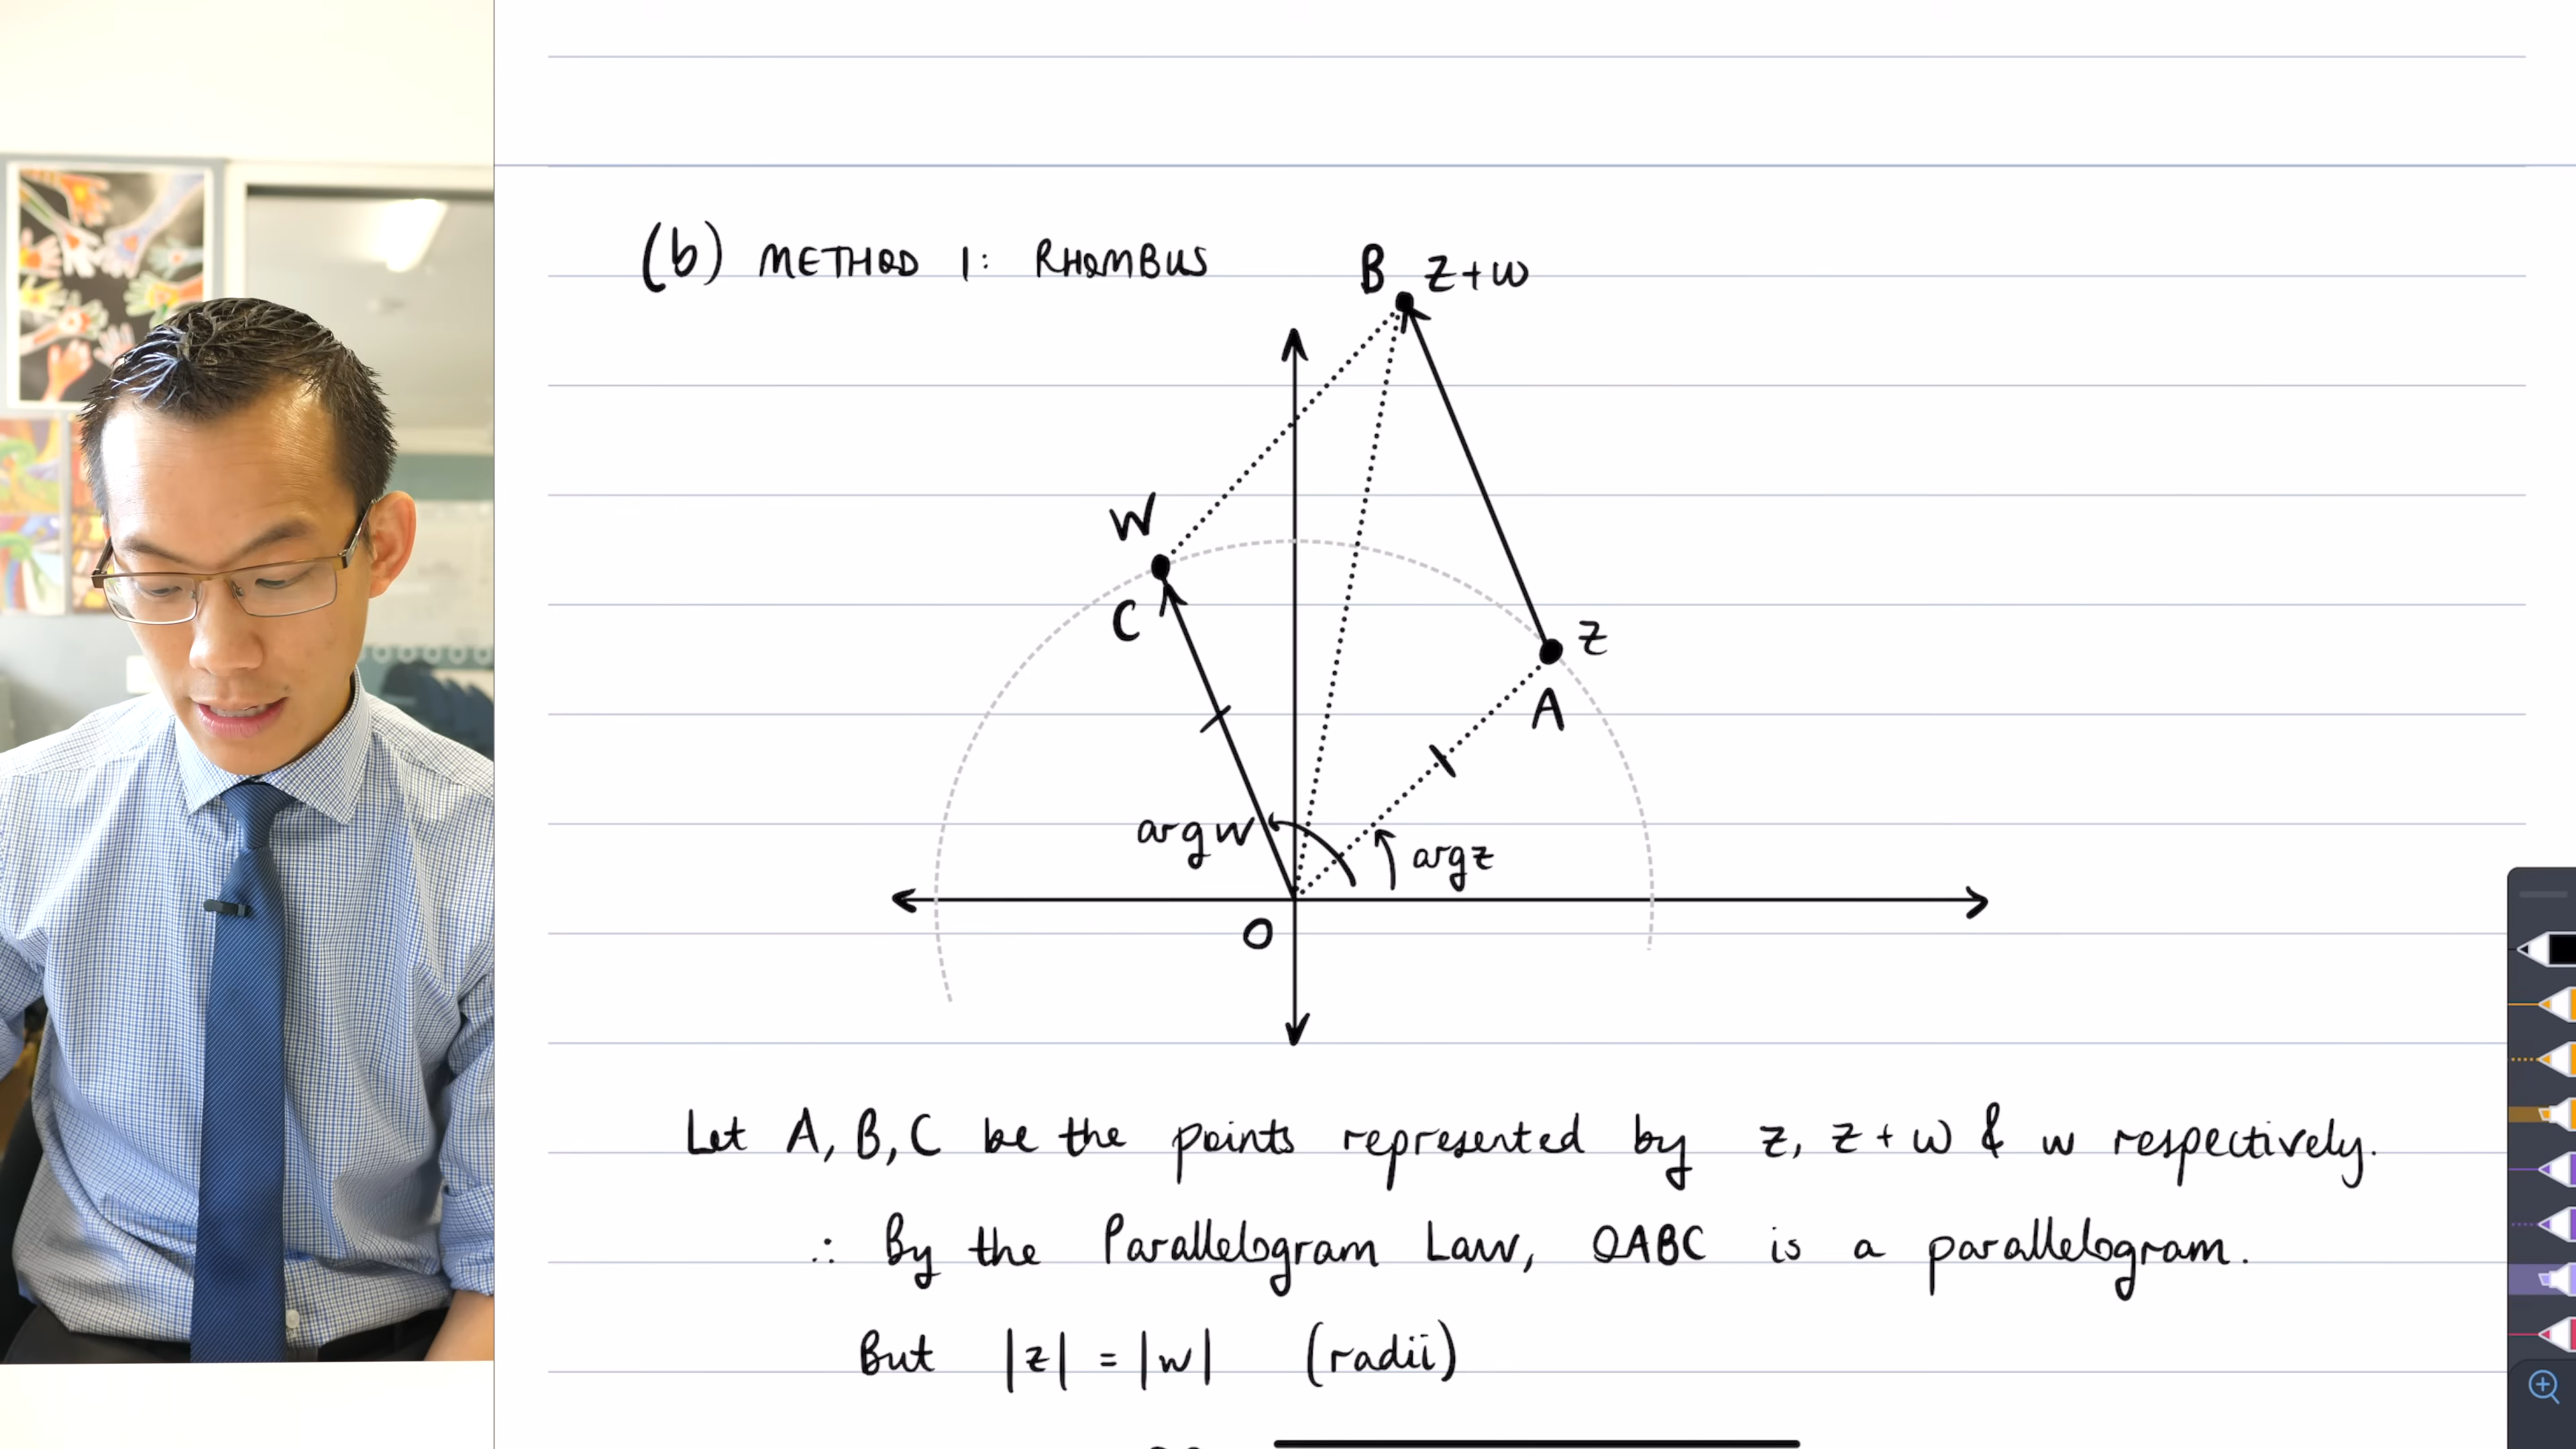 (b) METHOD 1: RHOMBUS
B z+w
W
C
z
A
arg w
arg z
O
Let A, B, C be the points represented by z, z + w & w respectively.
∴ By the Parallelogram Law, OABC is a parallelogram.
But |z| = |w| (radii)